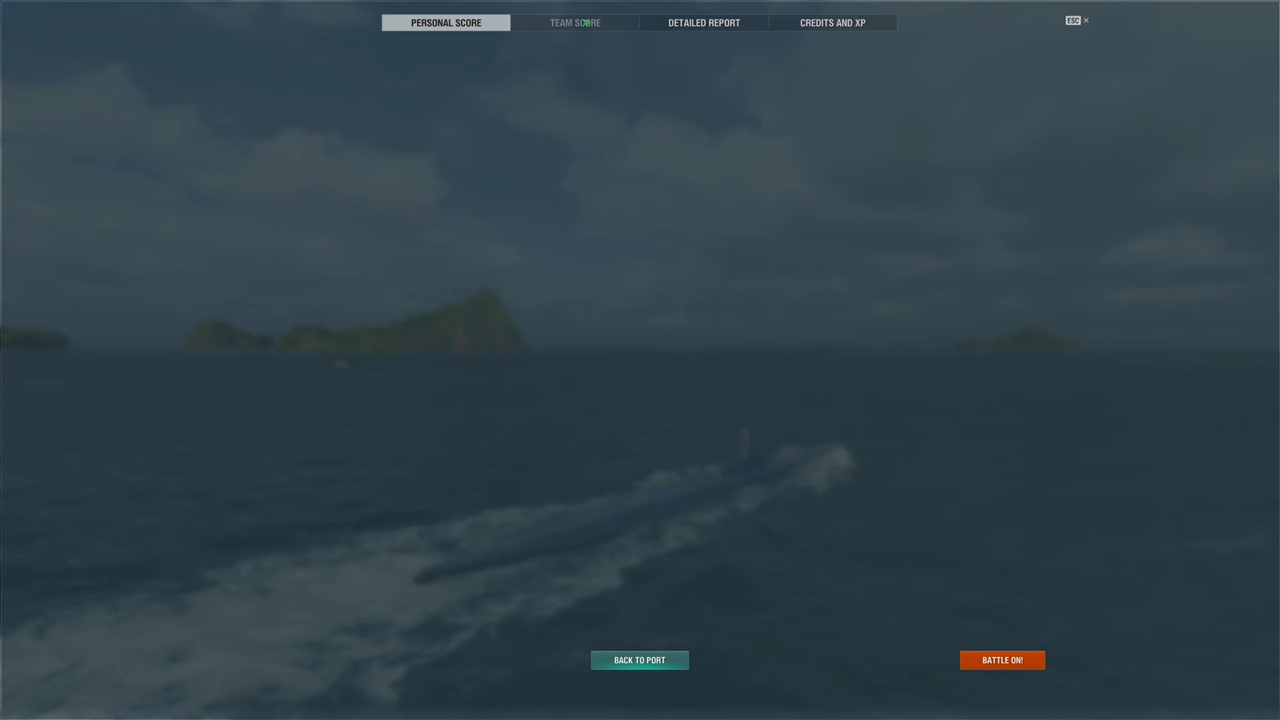 PERSONAL SCORE
TEAM SCORE
DETAILED REPORT
CREDITS AND XP
ESC ×
BACK TO PORT
BATTLE ON!